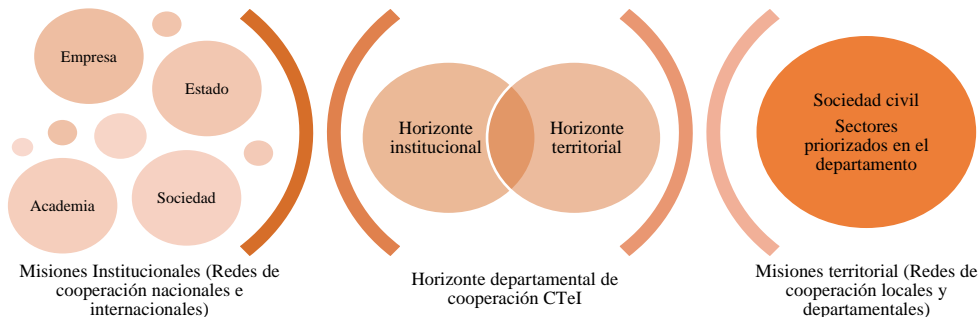 Empresa
Estado
Academia
Sociedad
Misiones Institucionales (Redes de
cooperación nacionales e
internacionales)
Horizonte
institucional
Horizonte
territorial
Horizonte departamental de
cooperación CTeI
Sociedad civil
Sectores
priorizados en el
departamento
Misiones territorial (Redes de
cooperación locales y
departamentales)